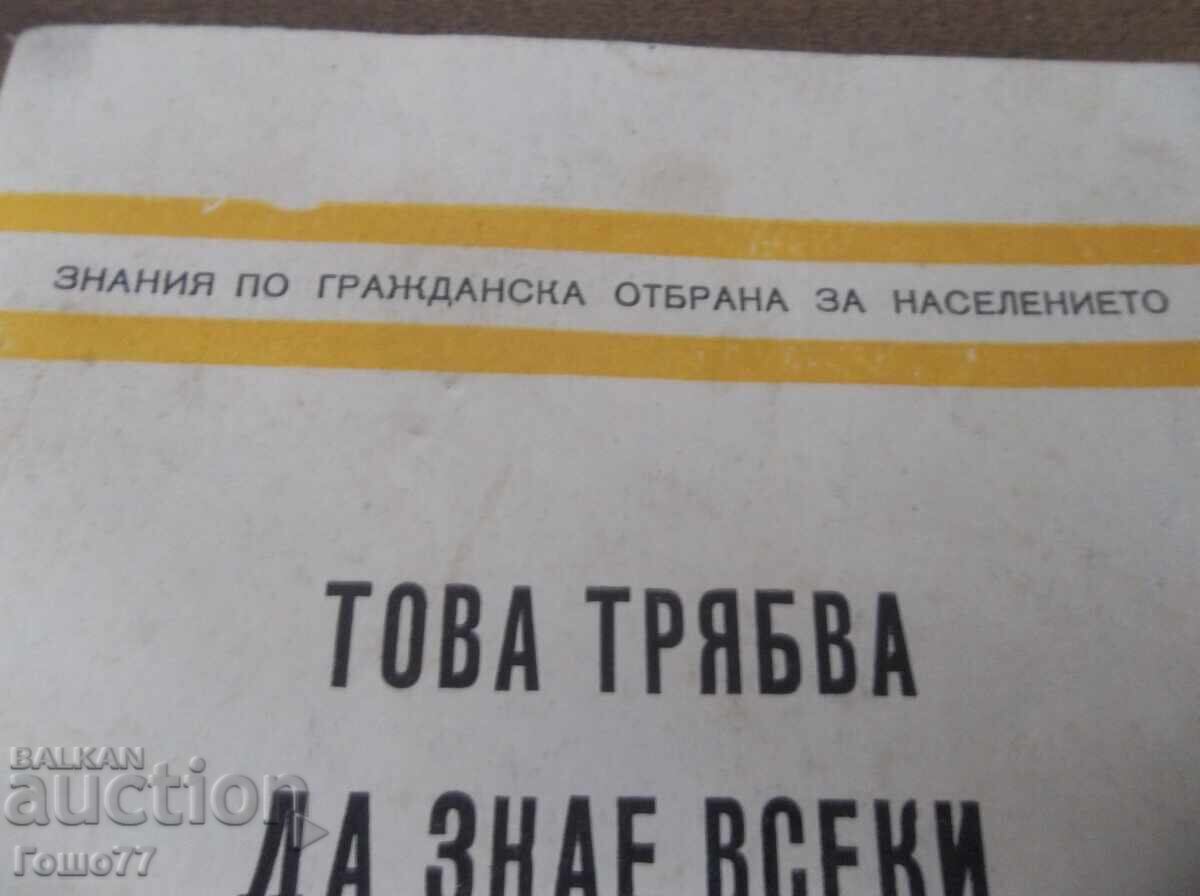 ЗНАНИЯ ПО ГРАЖДАНСКА ОТБРАНА ЗА НАСЕЛЕНИЕТО
ТОВА ТРЯБВА
ДА ЗНАЕ ВСЕКИ
BALKAN
auction
Гошо77